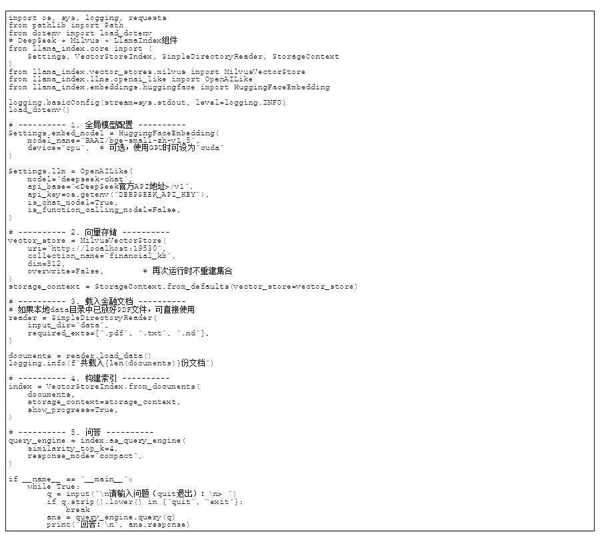 import os, sys, logging, requests
from pathlib import Path
from dotenv import load_dotenv
# DeepSeek + Milvus + LlamaIndex组件
from llama_index.core import (
    Settings, VectorStoreIndex, SimpleDirectoryReader, StorageContext
)
from llama_index.vector_stores.milvus import MilvusVectorStore
from llama_index.llms.openai_like import OpenAILike
from llama_index.embeddings.huggingface import HuggingFaceEmbedding

logging.basicConfig(stream=sys.stdout, level=logging.INFO)
load_dotenv()

# ---------- 1. 全局模型配置 ----------
Settings.embed_model = HuggingFaceEmbedding(
    model_name="BAAI/bge-small-zh-v1.5",
    device="cpu",  # 可选，使用GPU时可设为"cuda"
)

Settings.llm = OpenAILike(
    model="deepseek-chat",
    api_base="<DeepSeek官方API地址>/v1",
    api_key=os.getenv("DEEPSEEK_API_KEY"),
    is_chat_model=True,
    is_function_calling_model=False,
)

# ---------- 2. 向量存储 ----------
vector_store = MilvusVectorStore(
    uri="http://localhost:19530",
    collection_name="financial_kb",
    dim=512,
    overwrite=False,        # 再次运行时不重建集合
)
storage_context = StorageContext.from_defaults(vector_store=vector_store)

# ---------- 3. 载入金融文档 ----------
# 如果本地data目录中已放好PDF文件，可直接使用
reader = SimpleDirectoryReader(
    input_dir="data",
    required_exts=[".pdf", ".txt", ".md"],
)

documents = reader.load_data()
logging.info(f"共载入{len(documents)}份文档")

# ---------- 4. 构建索引 ----------
index = VectorStoreIndex.from_documents(
    documents,
    storage_context=storage_context,
    show_progress=True,
)

# ---------- 5. 问答 ----------
query_engine = index.as_query_engine(
    similarity_top_k=4,
    response_mode="compact",
)

if __name__ == "__main__":
    while True:
        q = input("\n请输入问题（quit退出）：\n> ")
        if q.strip().lower() in {"quit", "exit"}:
            break
        ans = query_engine.query(q)
        print("回答：\n", ans.response)